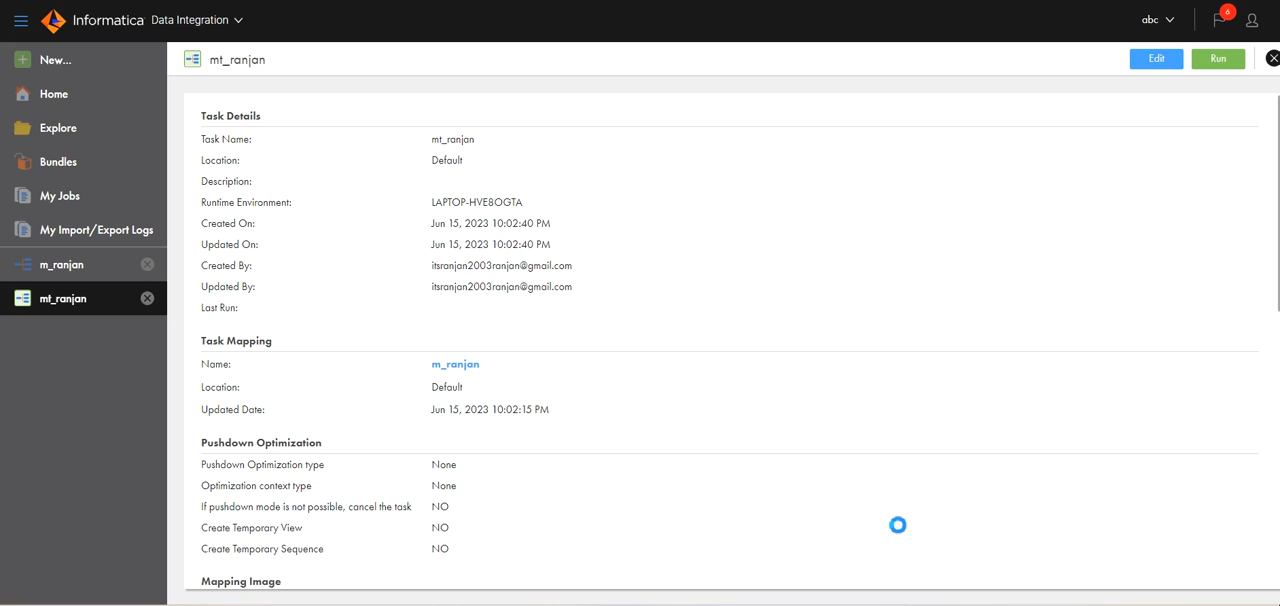 Informatica Data Integration
abc
6
New...
Home
Explore
Bundles
My Jobs
My Import/Export Logs
m_ranjan
mt_ranjan
mt_ranjan
Edit
Run
Task Details
Task Name: mt_ranjan
Location: Default
Description:
Runtime Environment: LAPTOP-HVE8OGTA
Created On: Jun 15, 2023 10:02:40 PM
Updated On: Jun 15, 2023 10:02:40 PM
Created By: itsranjan2003ranjan@gmail.com
Updated By: itsranjan2003ranjan@gmail.com
Last Run:
Task Mapping
Name: m_ranjan
Location: Default
Updated Date: Jun 15, 2023 10:02:15 PM
Pushdown Optimization
Pushdown Optimization type None
Optimization context type None
If pushdown mode is not possible, cancel the task NO
Create Temporary View NO
Create Temporary Sequence NO
Mapping Image